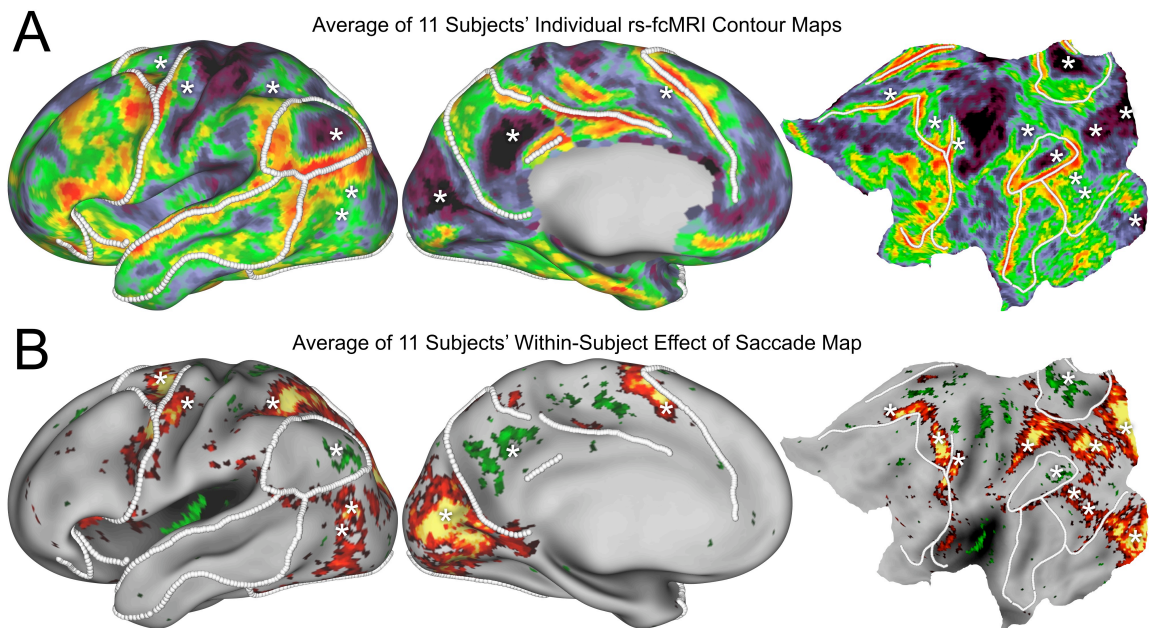 A
Average of 11 Subjects' Individual rs-fcMRI Contour Maps
B
Average of 11 Subjects' Within-Subject Effect of Saccade Map